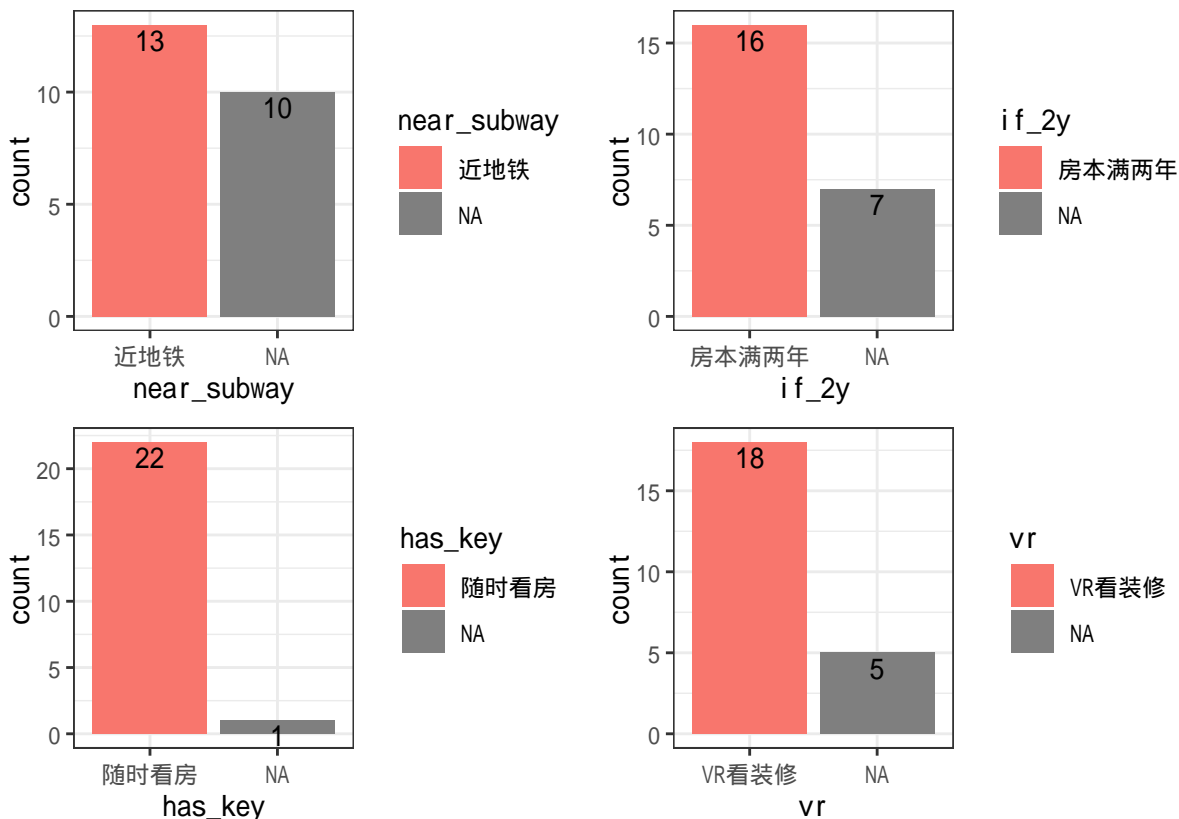 count
10
5
0
13
10
近地铁
NA
near_subway
near_subway
近地铁
NA
count
15
10
5
0
16
7
房本满两年
NA
if_2y
if_2y
房本满两年
NA
count
20
15
10
5
0
22
1
随时看房
NA
has_key
has_key
随时看房
NA
count
15
10
5
0
18
5
VR看装修
NA
vr
vr
VR看装修
NA